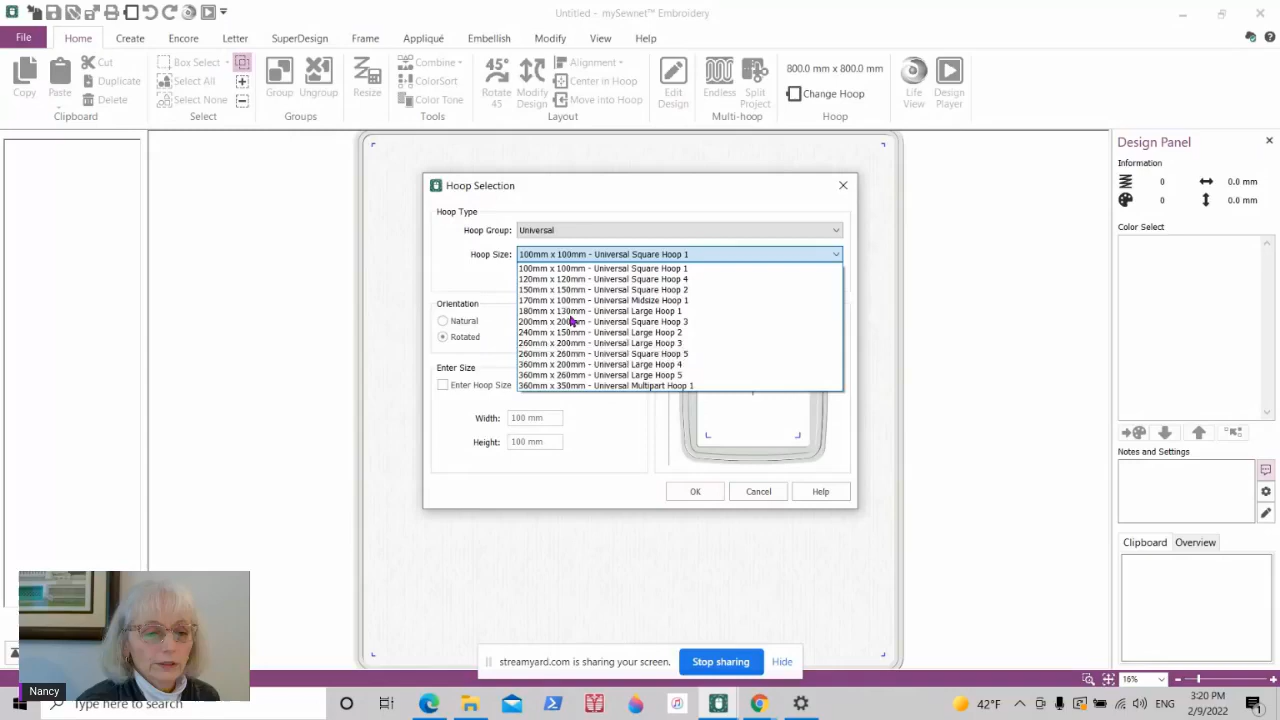 Untitled - mySewnet™ Embroidery
File Home Create Encore Letter SuperDesign Frame Appliqué Embellish Modify View Help
Copy
Paste
Cut
Duplicate
Delete
Clipboard
Box Select
Select All
Select None
Select
Group
Ungroup
Groups
Resize
Combine
ColorSort
Color Tone
Tools
Rotate
45
Modify
Design
Alignment
Center in Hoop
Move into Hoop
Layout
Edit
Design
Endless
Split
Project
Multi-hoop
800.0 mm x 800.0 mm
Change Hoop
Hoop
Life
View
Design
Player
Hoop Selection
Hoop Type
Hoop Group: Universal
Hoop Size: 100mm x 100mm - Universal Square Hoop 1
100mm x 100mm - Universal Square Hoop 1
120mm x 120mm - Universal Square Hoop 4
150mm x 150mm - Universal Square Hoop 2
170mm x 100mm - Universal Midsize Hoop 1
180mm x 130mm - Universal Large Hoop 1
200mm x 200mm - Universal Square Hoop 3
240mm x 150mm - Universal Large Hoop 2
260mm x 200mm - Universal Large Hoop 3
260mm x 260mm - Universal Square Hoop 5
360mm x 200mm - Universal Large Hoop 4
360mm x 260mm - Universal Large Hoop 5
360mm x 350mm - Universal Multipart Hoop 1
Orientation
Natural
Rotated
Enter Size
Enter Hoop Size
Width: 100 mm
Height: 100 mm
OK Cancel Help
Design Panel
Information
0 0.0 mm
0 0.0 mm
Color Select
Notes and Settings
Clipboard Overview
streamyard.com is sharing your screen. Stop sharing Hide
Nancy
16%
Type here to search
42°F
3:20 PM
2/9/2022
1